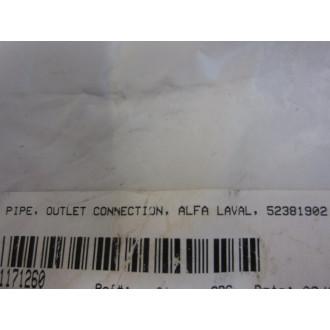 PIPE, OUTLET CONNECTION, ALFA LAVAL, 52381902
1171260